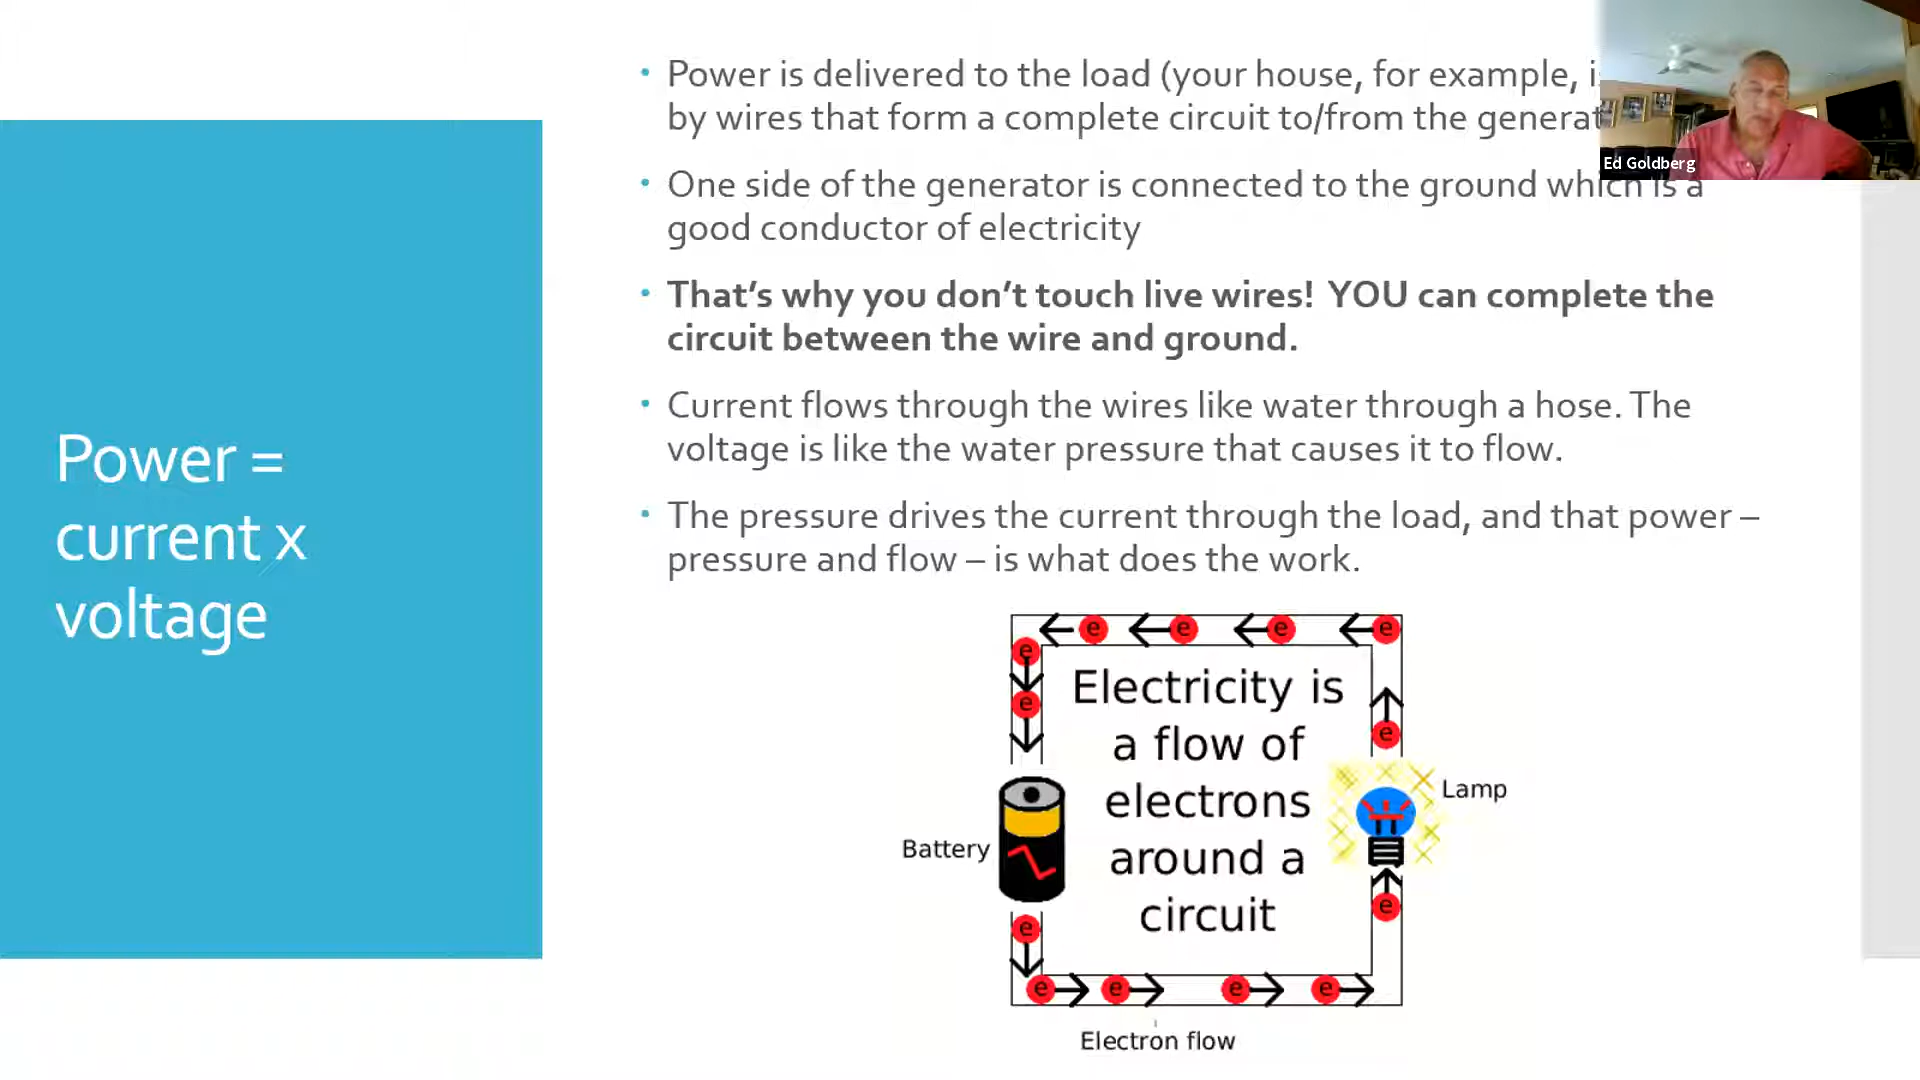 Power =
current x
voltage
• Power is delivered to the load (your house, for example, i
by wires that form a complete circuit to/from the generat
• One side of the generator is connected to the ground which is a
good conductor of electricity
• That's why you don't touch live wires!  YOU can complete the
circuit between the wire and ground.
• Current flows through the wires like water through a hose. The
voltage is like the water pressure that causes it to flow.
• The pressure drives the current through the load, and that power –
pressure and flow – is what does the work.
Ed Goldberg
e e e e
e
e
e
Electricity is
a flow of
electrons
around a
circuit
Lamp
Battery
e
e
e e e e
Electron flow